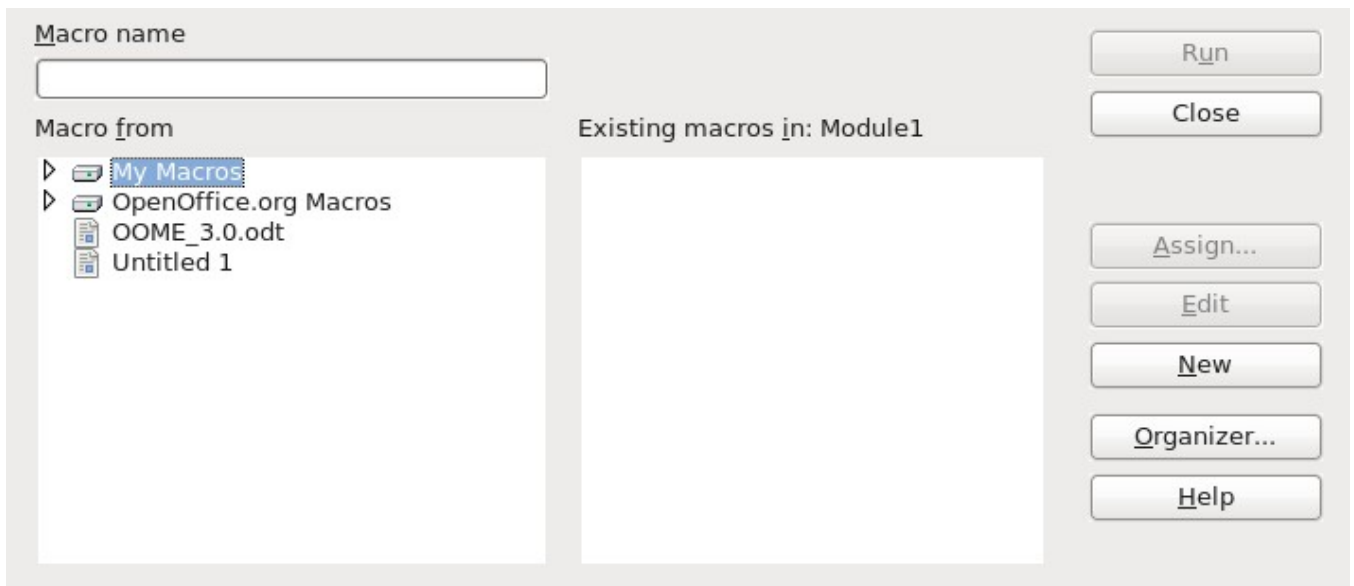 Macro name
Run
Close
Macro from
Existing macros in: Module1
My Macros
OpenOffice.org Macros
OOME_3.0.odt
Untitled 1
Assign...
Edit
New
Organizer...
Help